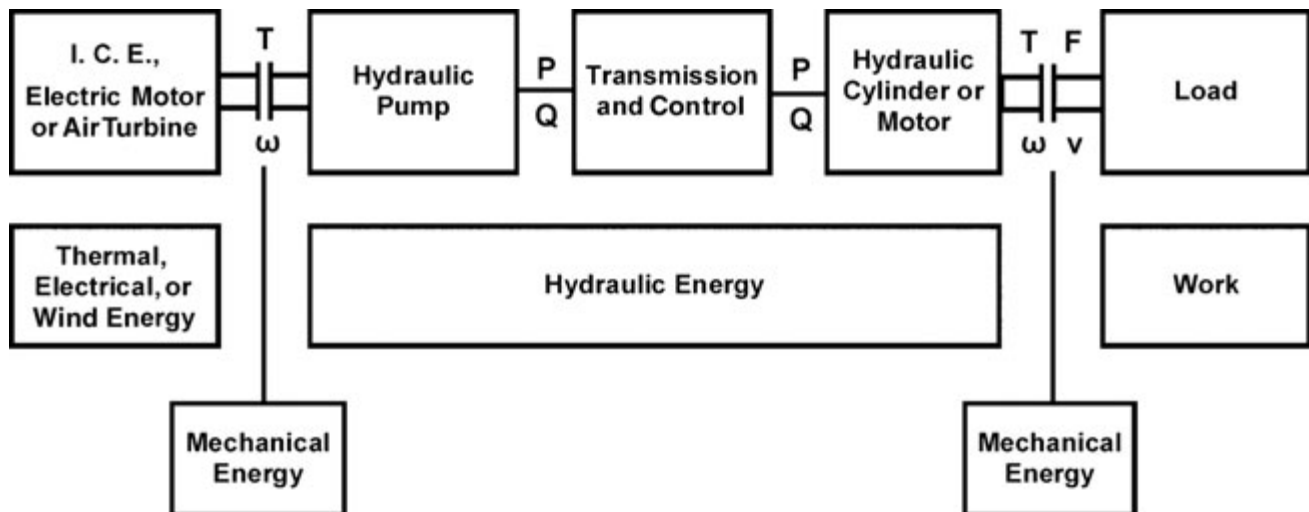 I. C. E.,
Electric Motor
or Air Turbine
T
ω
Hydraulic
Pump
P
Q
Transmission
and Control
P
Q
Hydraulic
Cylinder or
Motor
T F
ω v
Load
Thermal,
Electrical, or
Wind Energy
Hydraulic Energy
Work
Mechanical
Energy
Mechanical
Energy